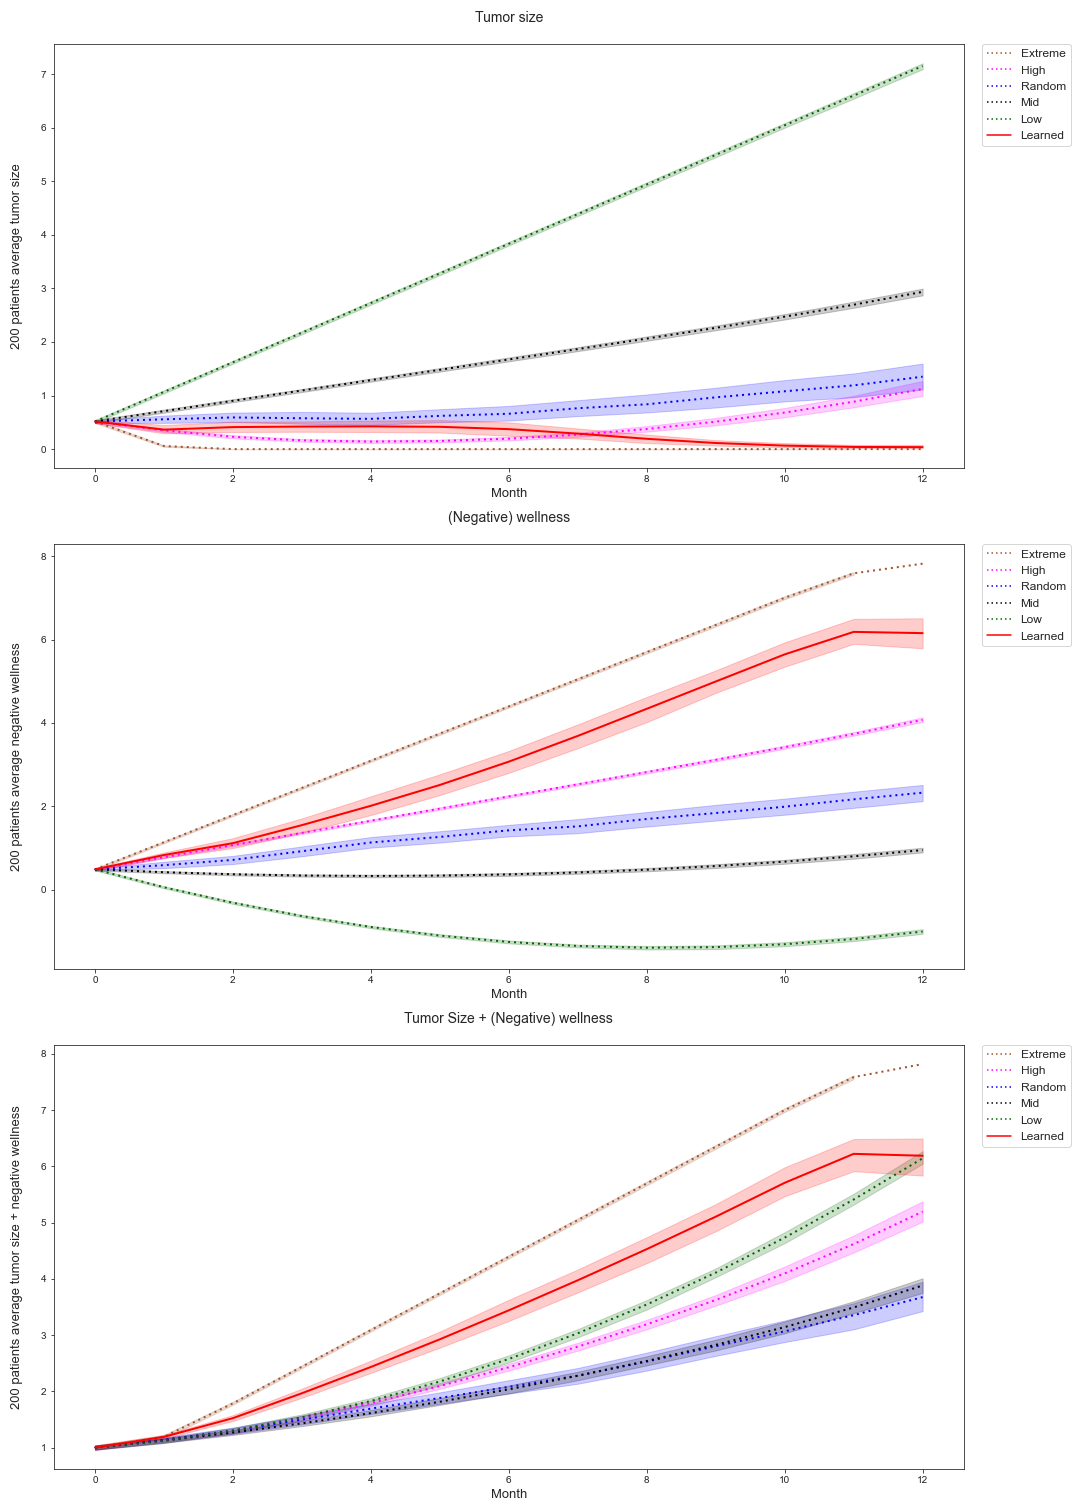 Tumor size
200 patients average tumor size
7
6
5
4
3
2
1
0
0 2 4 6 8 10 12
Month
Extreme
High
Random
Mid
Low
Learned
(Negative) wellness
200 patients average negative wellness
8
6
4
2
0
0 2 4 6 8 10 12
Month
Extreme
High
Random
Mid
Low
Learned
Tumor Size + (Negative) wellness
200 patients average tumor size + negative wellness
8
7
6
5
4
3
2
1
0 2 4 6 8 10 12
Month
Extreme
High
Random
Mid
Low
Learned